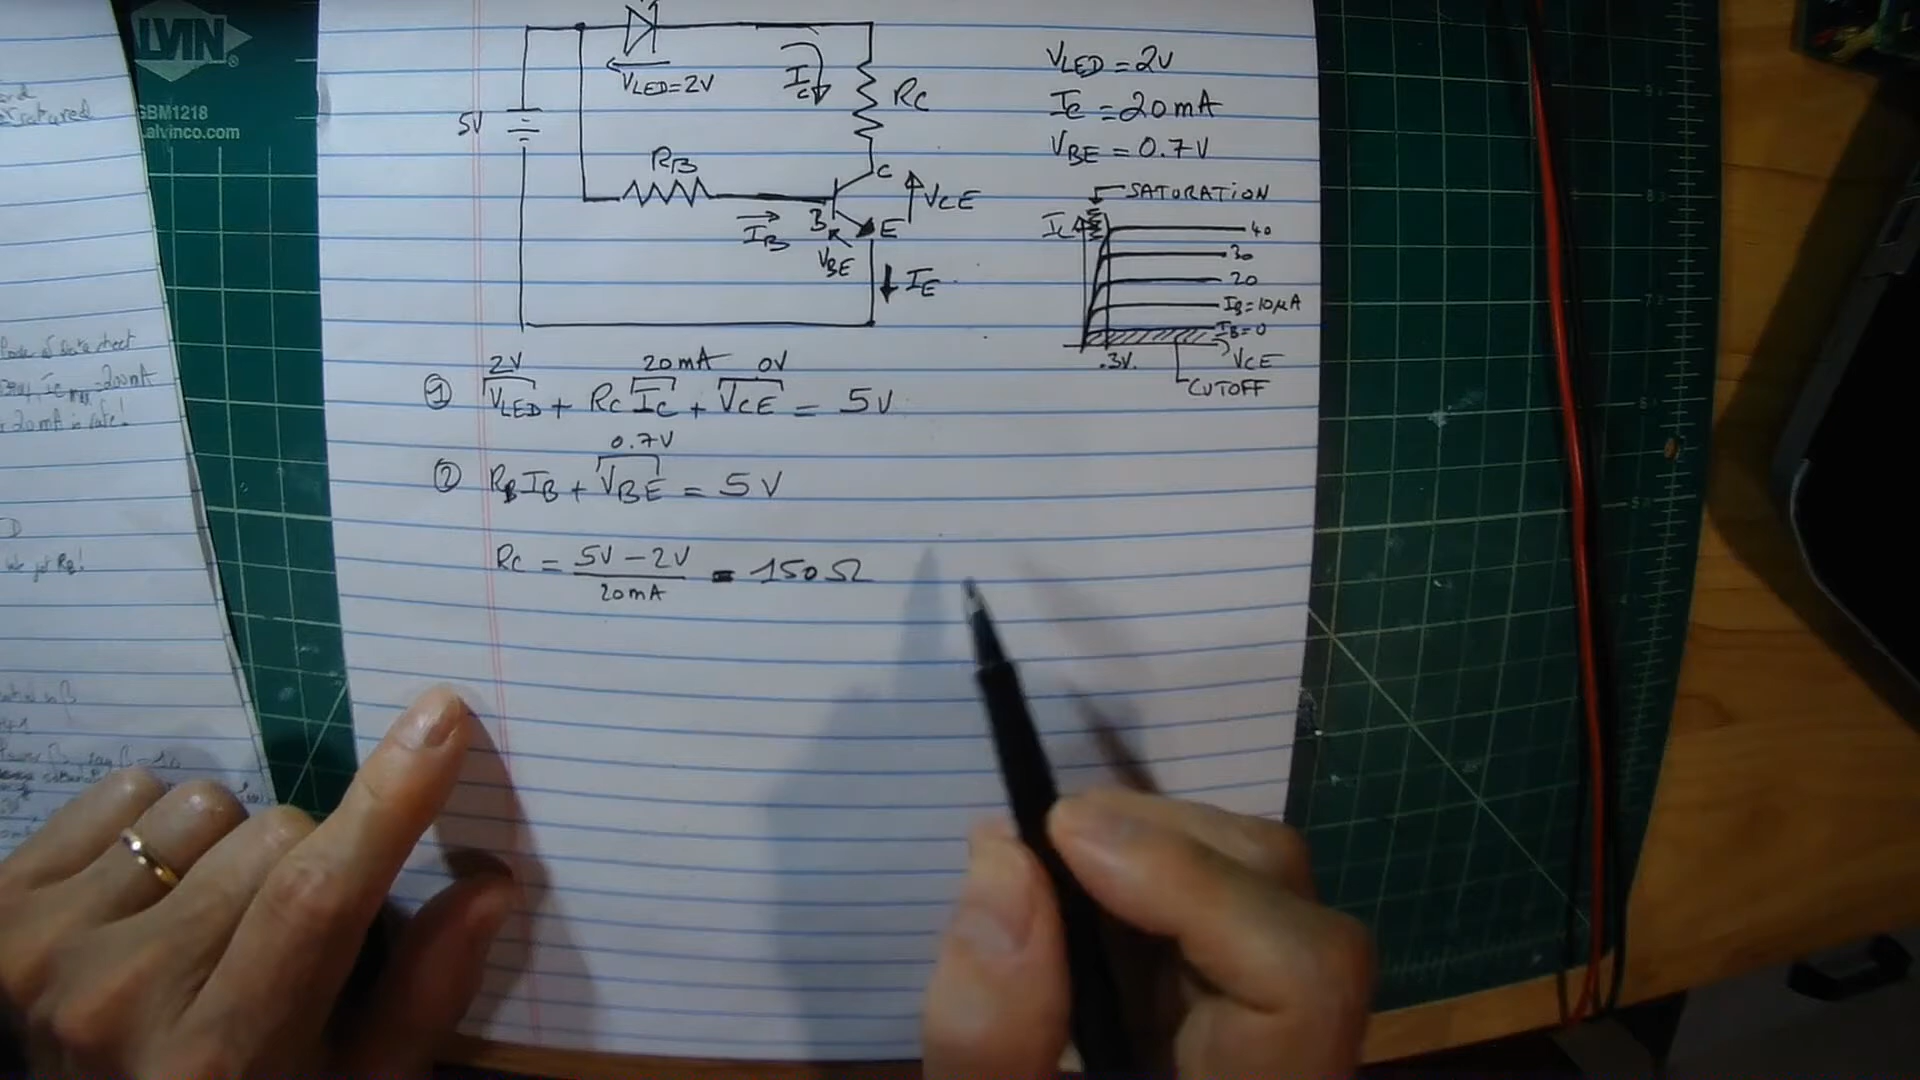 ALVIN
GBM1218
alvinco.com
5V
VLED=2V
IC
RC
RB
C
VCE
B
E
IB
VBE
IE
VLED=2V
IC=20mA
VBE=0.7V
SATURATION
IC
40
30
20
IB=10µA
IB=0
.3V.
VCE
CUTOFF
2V 20mA 0V
① VLED + RC IC + VCE = 5V
0.7V
② RB IB + VBE = 5V
RC = 5V - 2V = 150Ω
20mA